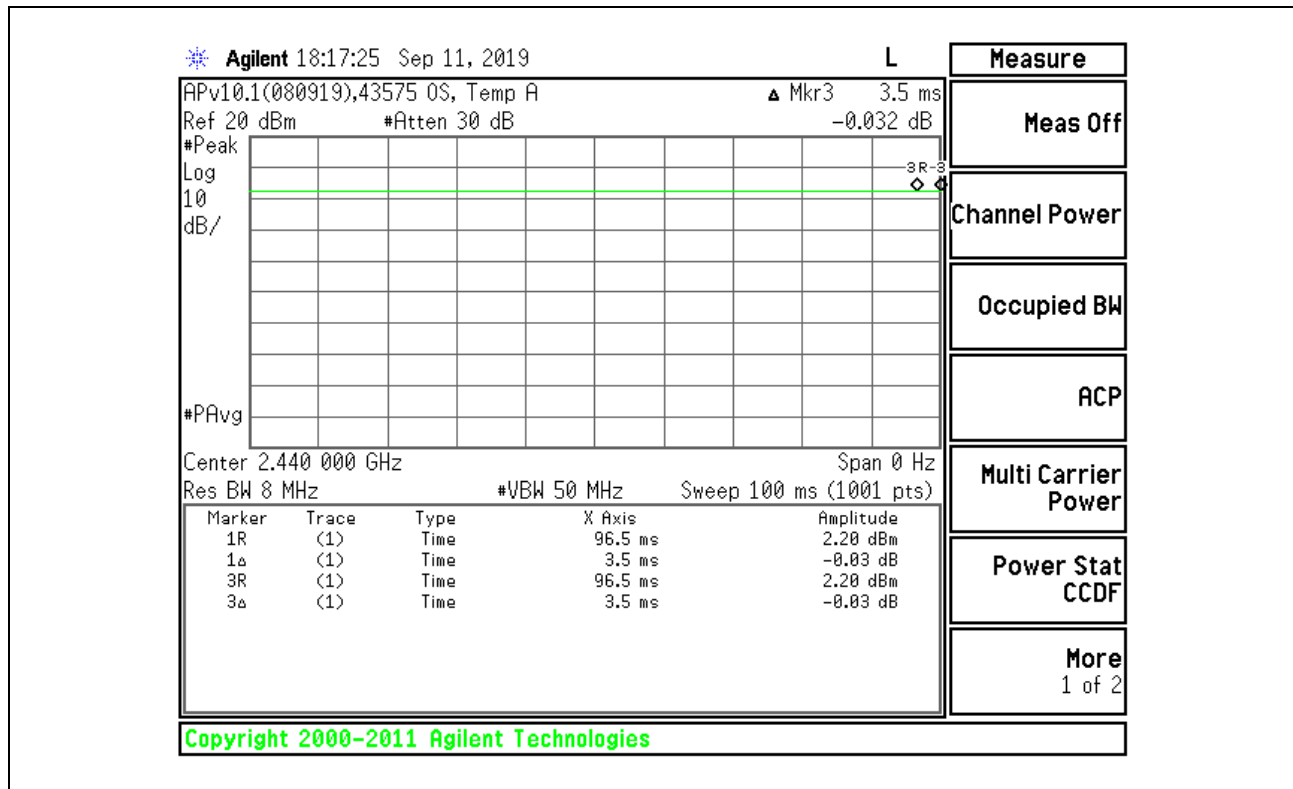 Agilent 18:17:25 Sep 11, 2019 L
APv10.1(080919),43575 OS, Temp A Δ Mkr3 3.5 ms
Ref 20 dBm #Atten 30 dB -0.032 dB
#Peak
Log
10
dB/
3R-3
#PAvg
Center 2.440 000 GHz Span 0 Hz
Res BW 8 MHz #VBW 50 MHz Sweep 100 ms (1001 pts)
Marker Trace Type X Axis Amplitude
1R (1) Time 96.5 ms 2.20 dBm
1Δ (1) Time 3.5 ms -0.03 dB
3R (1) Time 96.5 ms 2.20 dBm
3Δ (1) Time 3.5 ms -0.03 dB
Measure
Meas Off
Channel Power
Occupied BW
ACP
Multi Carrier
Power
Power Stat
CCDF
More
1 of 2
Copyright 2000-2011 Agilent Technologies